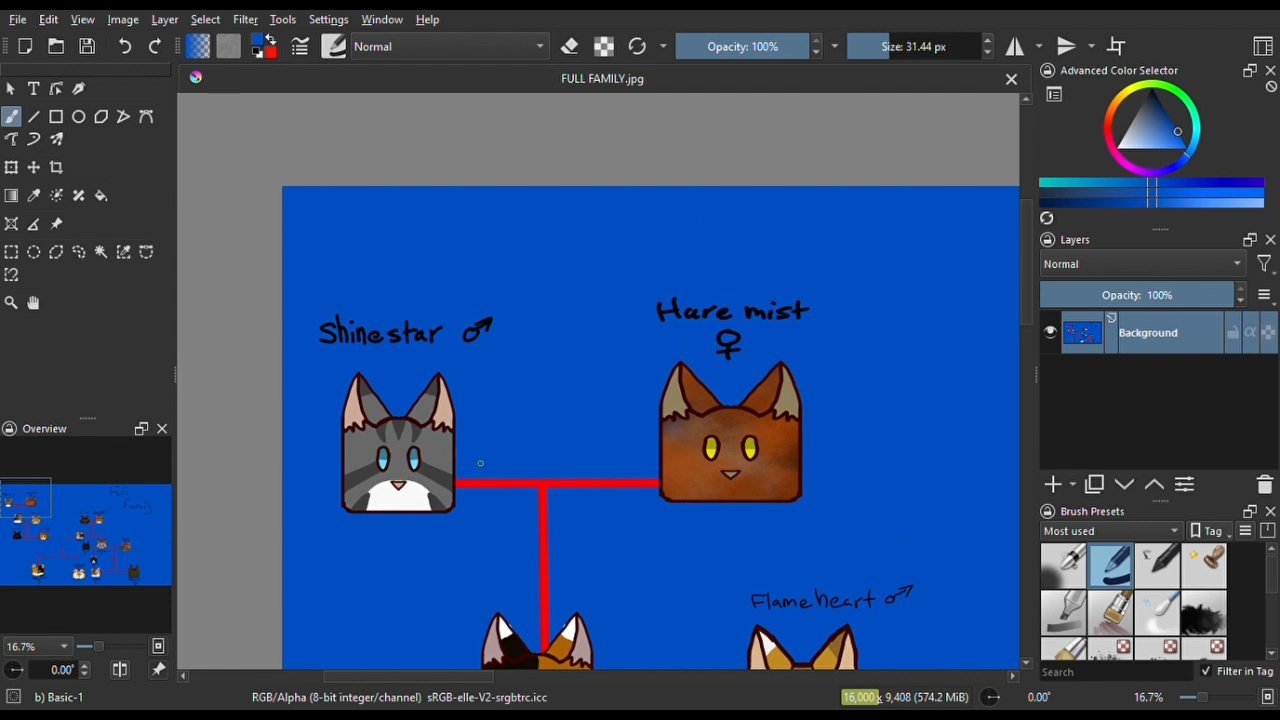 File Edit View Image Layer Select Filter Tools Settings Window Help
Normal Opacity: 100% Size: 31.44 px
FULL FAMILY.jpg
Advanced Color Selector
Layers
Normal
Opacity: 100%
Background
Shinestar ♂
Hare mist
♀
Flameheart ♂
Overview
Full
Family
Brush Presets
Most used Tag
Search Filter in Tag
16.7%
0.00°
b) Basic-1 RGB/Alpha (8-bit integer/channel) sRGB-elle-V2-srgbtrc.icc 16,000 x 9,408 (574.2 MiB) 0.00° 16.7%